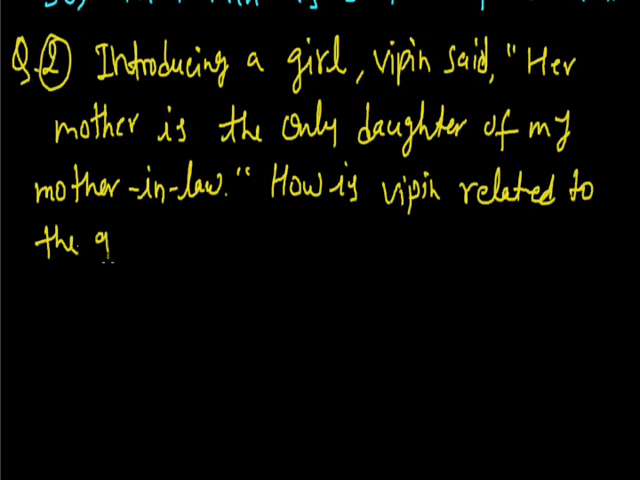 Q.2 Introducing a girl, vipin said, "Her
mother is the only daughter of my
mother-in-law." How is vipin related to
the g